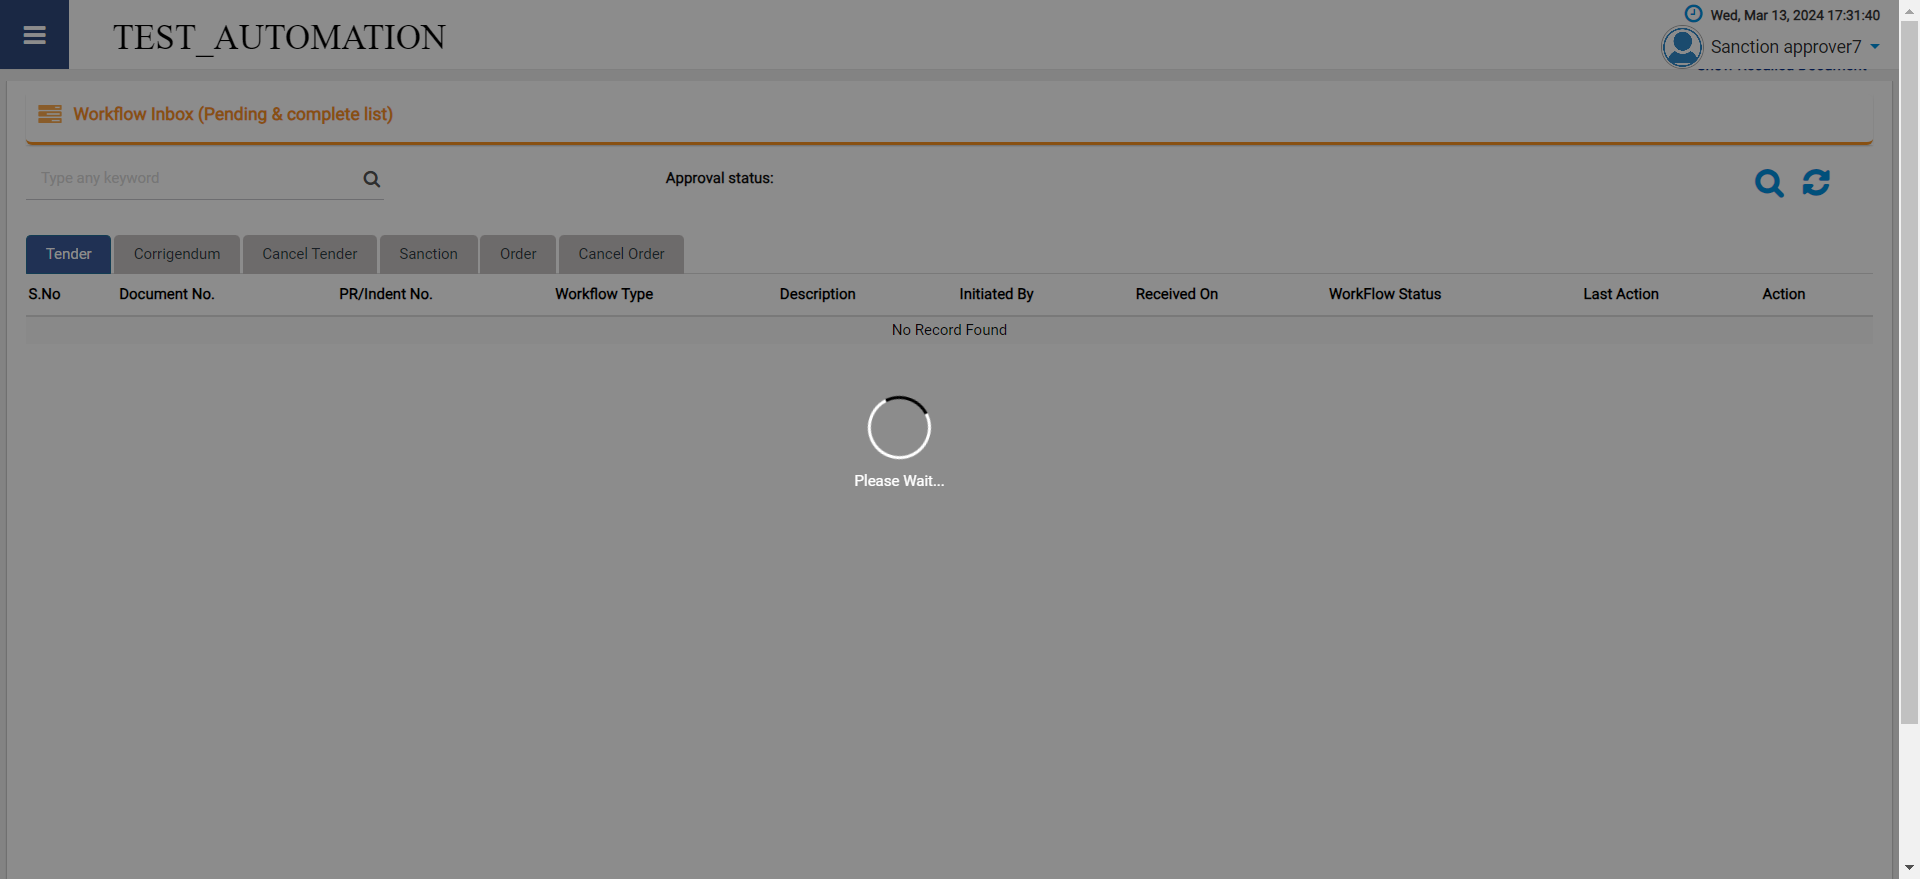 TEST_AUTOMATION
Wed, Mar 13, 2024 17:31:40
Sanction approver7
Workflow Inbox (Pending & complete list)
Type any keyword
Approval status:
Tender Corrigendum Cancel Tender Sanction Order Cancel Order
S.No Document No. PR/Indent No. Workflow Type Description Initiated By Received On WorkFlow Status Last Action Action
No Record Found
Please Wait...